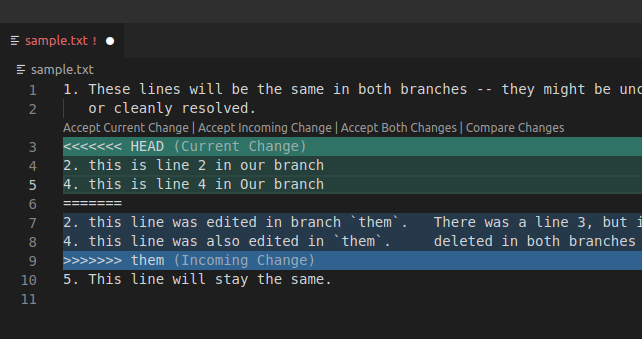 sample.txt !
sample.txt
1 1. These lines will be the same in both branches -- they might be
2 or cleanly resolved.
Accept Current Change | Accept Incoming Change | Accept Both Changes | Compare Changes
3 <<<<<<< HEAD (Current Change)
4 2. this is line 2 in our branch
5 4. this is line 4 in Our branch
6 =======
7 2. this line was edited in branch `them`. There was a line 3, but
8 4. this line was also edited in `them`. deleted in both branches
9 >>>>>>> them (Incoming Change)
10 5. This line will stay the same.
11